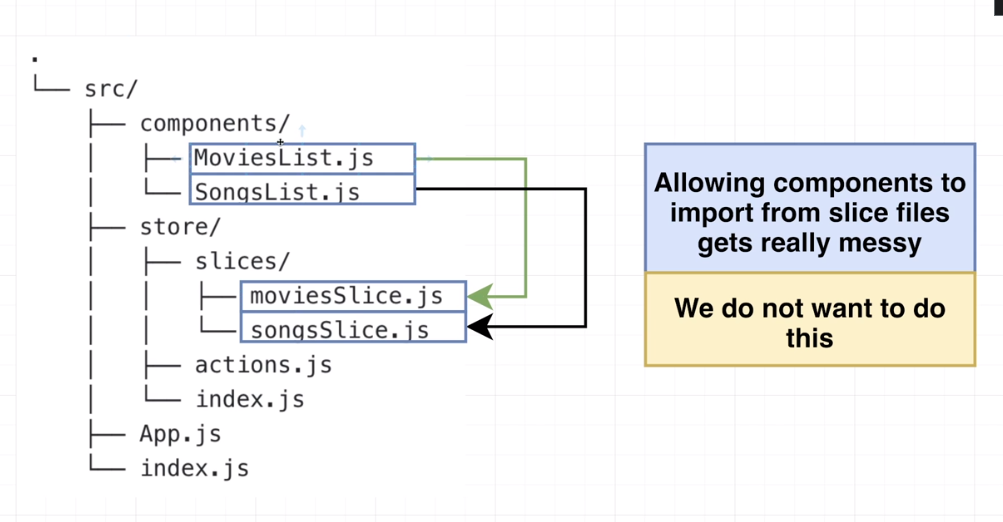 .
└── src/
├── components/
│ ├── MoviesList.js
│ └── SongsList.js
├── store/
│ ├── slices/
│ │ ├── moviesSlice.js
│ │ └── songsSlice.js
│ ├── actions.js
│ └── index.js
├── App.js
└── index.js
Allowing components to
import from slice files
gets really messy
We do not want to do
this